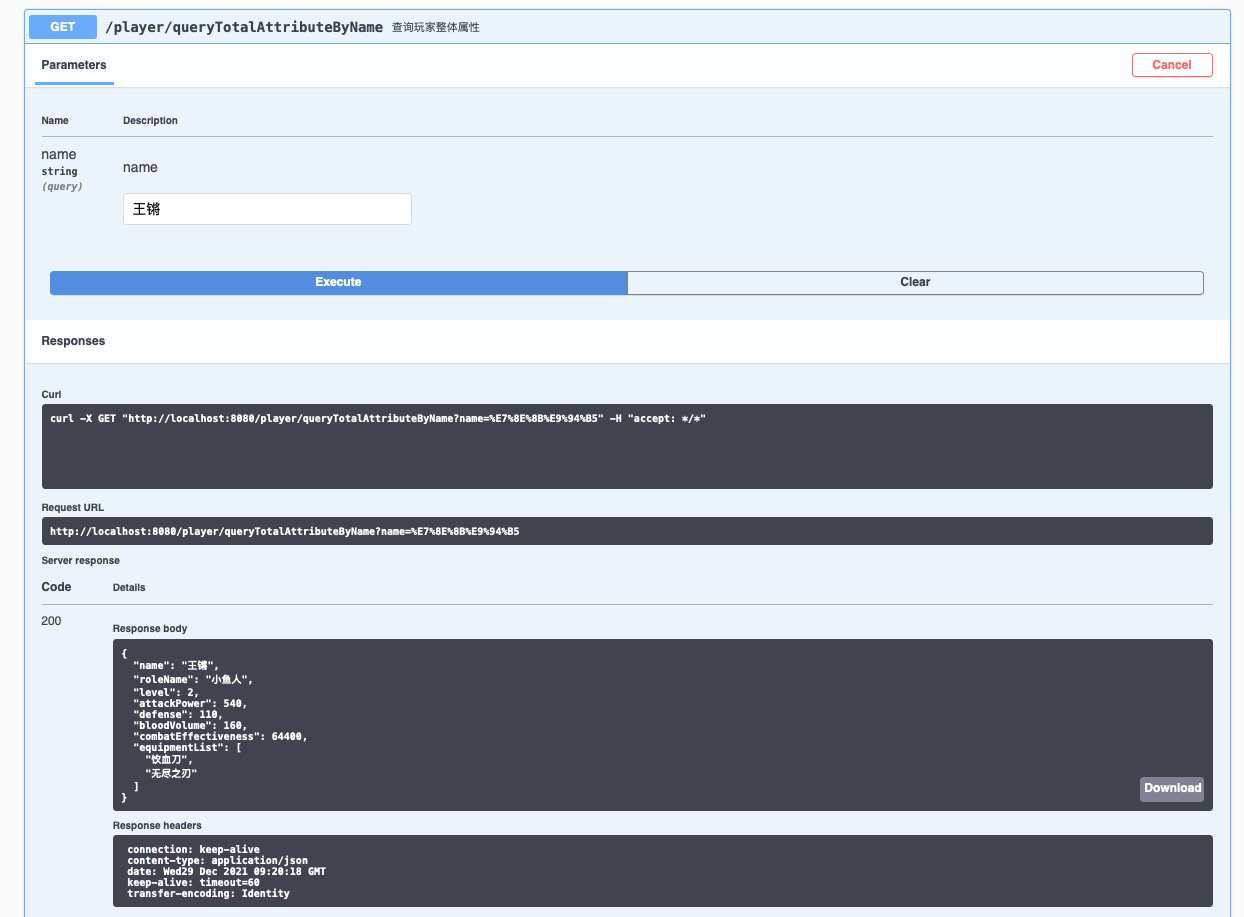 GET /player/queryTotalAttributeByName 查询玩家整体属性
Parameters Cancel
Name Description
name
string
(query)
name
王锵
Execute Clear
Responses
Curl
curl -X GET "http://localhost:8080/player/queryTotalAttributeByName?name=%E7%8E%8B%E9%94%B5" -H "accept: */*"
Request URL
http://localhost:8080/player/queryTotalAttributeByName?name=%E7%8E%8B%E9%94%B5
Server response
Code Details
200
Response body
{
  "name": "王锵",
  "roleName": "小鱼人",
  "level": 2,
  "attackPower": 540,
  "defense": 110,
  "bloodVolume": 160,
  "combatEffectiveness": 64400,
  "equipmentList": [
    "饮血刀",
    "无尽之刃"
  ]
}
Download
Response headers
connection: keep-alive
content-type: application/json
date: Wed29 Dec 2021 09:20:18 GMT
keep-alive: timeout=60
transfer-encoding: Identity